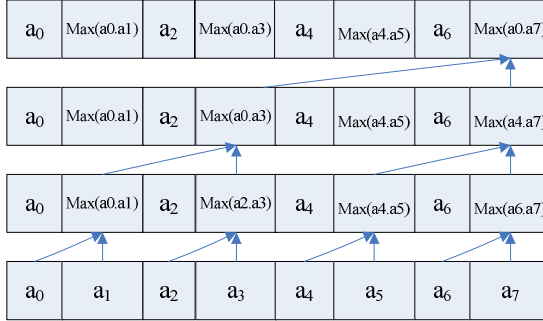 a0 Max(a0.a1) a2 Max(a0.a3) a4 Max(a4.a5) a6 Max(a0.a7)
a0 Max(a0.a1) a2 Max(a0.a3) a4 Max(a4.a5) a6 Max(a4.a7)
a0 Max(a0.a1) a2 Max(a2.a3) a4 Max(a4.a5) a6 Max(a6.a7)
a0 a1 a2 a3 a4 a5 a6 a7